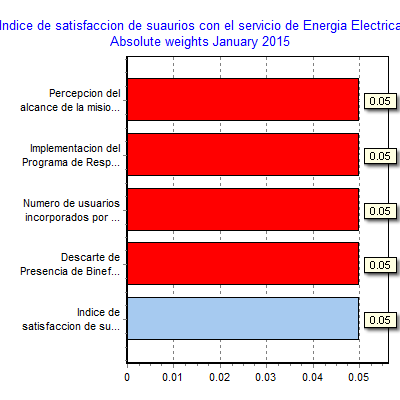 Indice de satisfaccion de suaurios con el servicio de Energia Electrica
Absolute weights January 2015
Percepcion del
alcance de la misio...
0.05
Implementacion del
Programa de Resp...
0.05
Numero de usuarios
incorporados por ...
0.05
Descarte de
Presencia de Binef...
0.05
Indice de
satisfaccion de su...
0.05
0 0.01 0.02 0.03 0.04 0.05